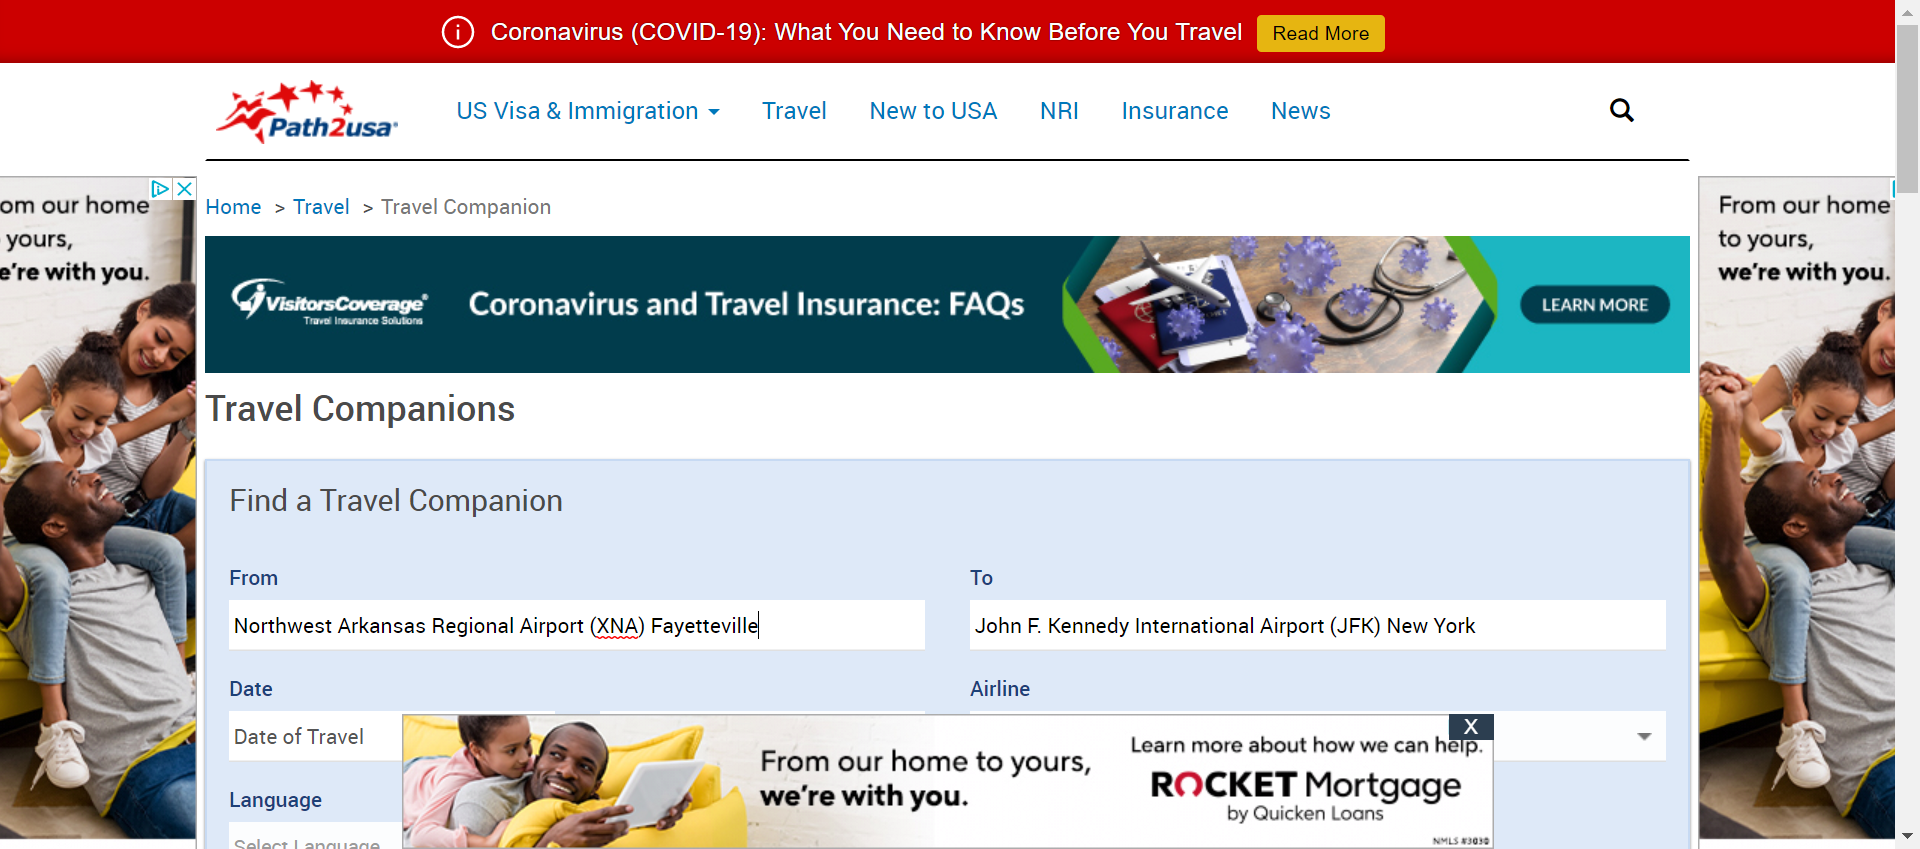 Coronavirus (COVID-19): What You Need to Know Before You Travel Read More
Path2usa
US Visa & Immigration Travel New to USA NRI Insurance News
om our home
yours,
e're with you.
From our home
to yours,
we're with you.
Home > Travel > Travel Companion
VisitorsCoverage®
Travel Insurance Solutions
Coronavirus and Travel Insurance: FAQs
LEARN MORE
Travel Companions
Find a Travel Companion
From To
Northwest Arkansas Regional Airport (XNA) Fayetteville John F. Kennedy International Airport (JFK) New York
Date Airline
Date of Travel
X
From our home to yours,
we're with you.
Learn more about how we can help.
ROCKET Mortgage
by Quicken Loans
NMLS #3030
Language
Select Language